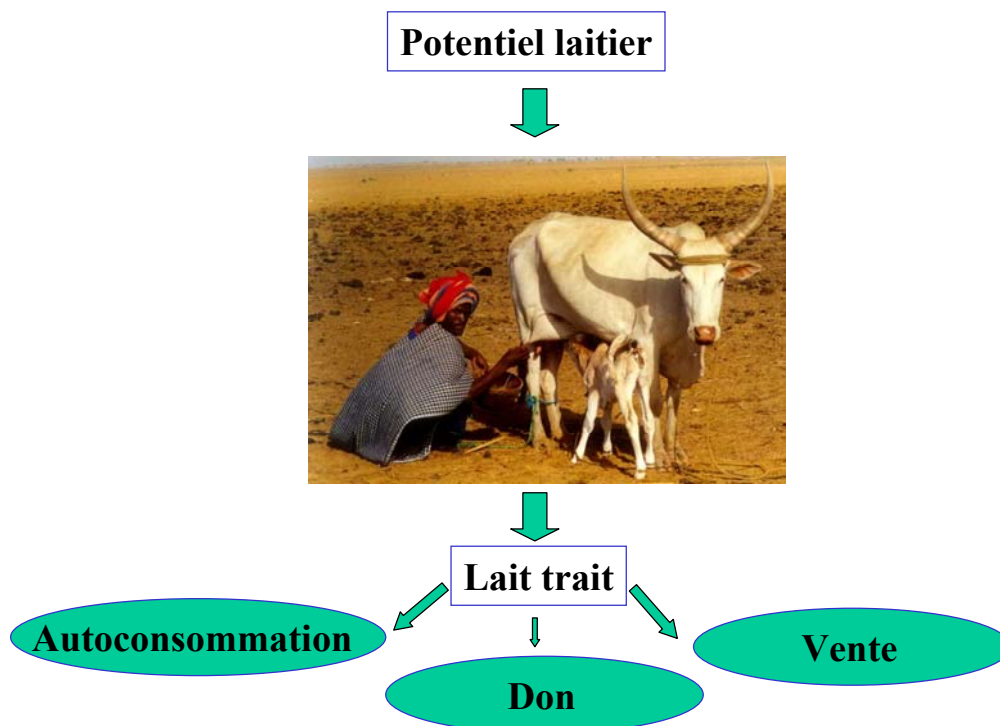 Potentiel laitier
Lait trait
Autoconsommation
Vente
Don